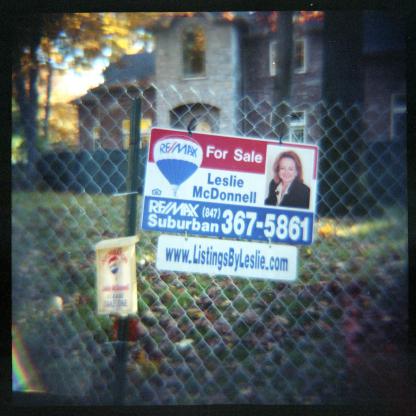 RE/MAX
For Sale
Leslie
McDonnell
RE/MAX (847)
Suburban 367-5861
www.ListingsByLeslie.com